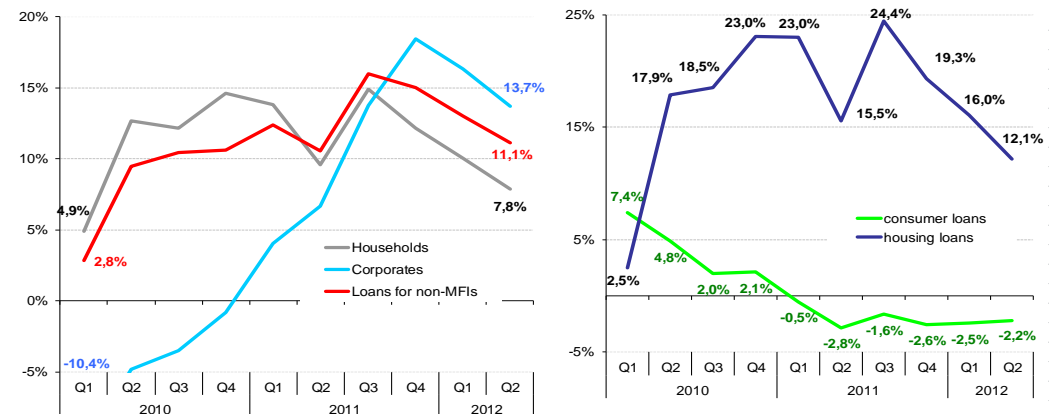 20%
15%
10%
5%
0%
-5%
4,9%
2,8%
-10,4%
13,7%
11,1%
7,8%
Households
Corporates
Loans for non-MFIs
Q1 Q2 Q3 Q4 Q1 Q2 Q3 Q4 Q1 Q2
2010 2011 2012
25%
15%
5%
-5%
23,0% 23,0% 24,4%
17,9% 18,5% 19,3%
15,5% 16,0%
12,1%
7,4%
consumer loans
housing loans
4,8%
2,5% 2,0% 2,1%
-0,5%
-2,8% -1,6% -2,6% -2,5% -2,2%
Q1 Q2 Q3 Q4 Q1 Q2 Q3 Q4 Q1 Q2
2010 2011 2012